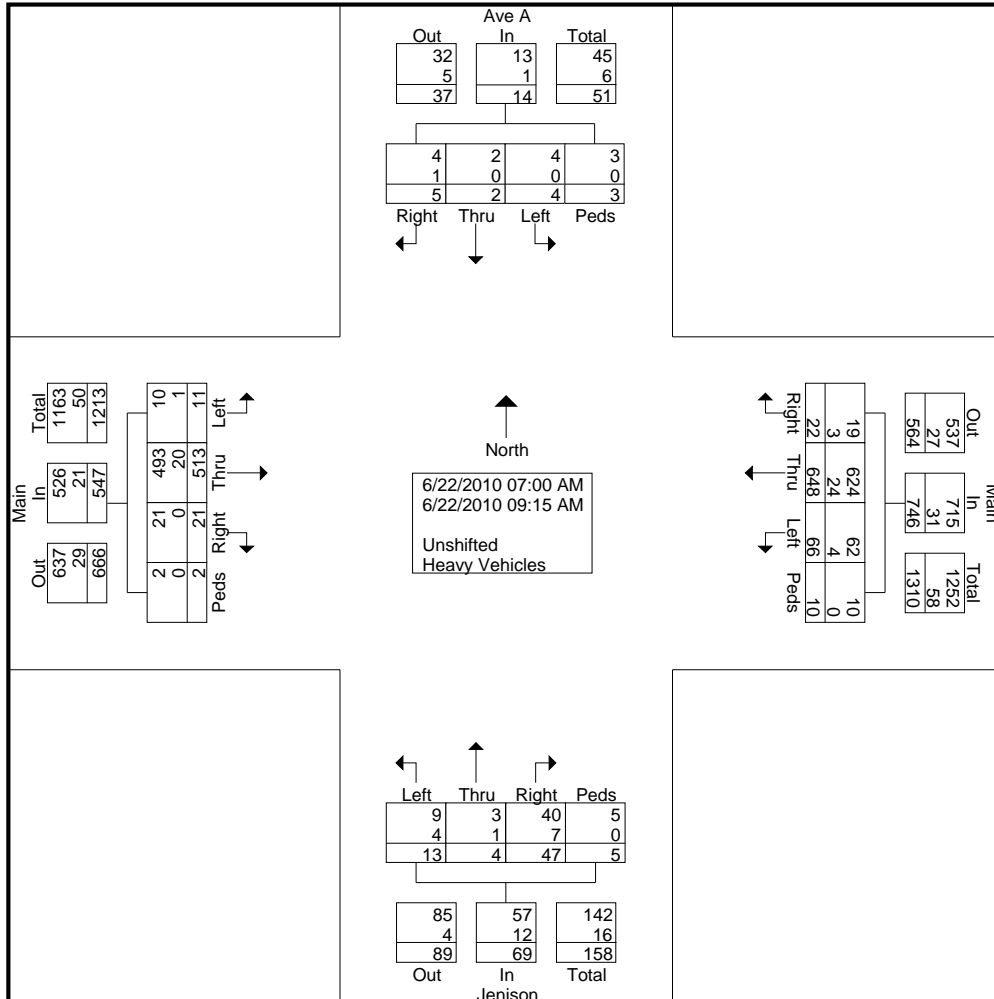 Ave A
Out In Total
32 13 45
5 1 6
37 14 51
4 2 4 3
1 0 0 0
5 2 4 3
Right Thru Left Peds
Main
Total In Out
1163 526 637
50 21 29
1213 547 666
10 493 21 2
1 20 0 0
11 513 21 2
Left Thru Right Peds
North
6/22/2010 07:00 AM
6/22/2010 09:15 AM
Unshifted
Heavy Vehicles
Right Thru Left Peds
19 624 62 10
3 24 4 0
22 648 66 10
Out In Total
537 715 1252
27 31 58
564 746 1310
Main
Left Thru Right Peds
9 3 40 5
4 1 7 0
13 4 47 5
85 57 142
4 12 16
89 69 158
Out In Total
Jenison